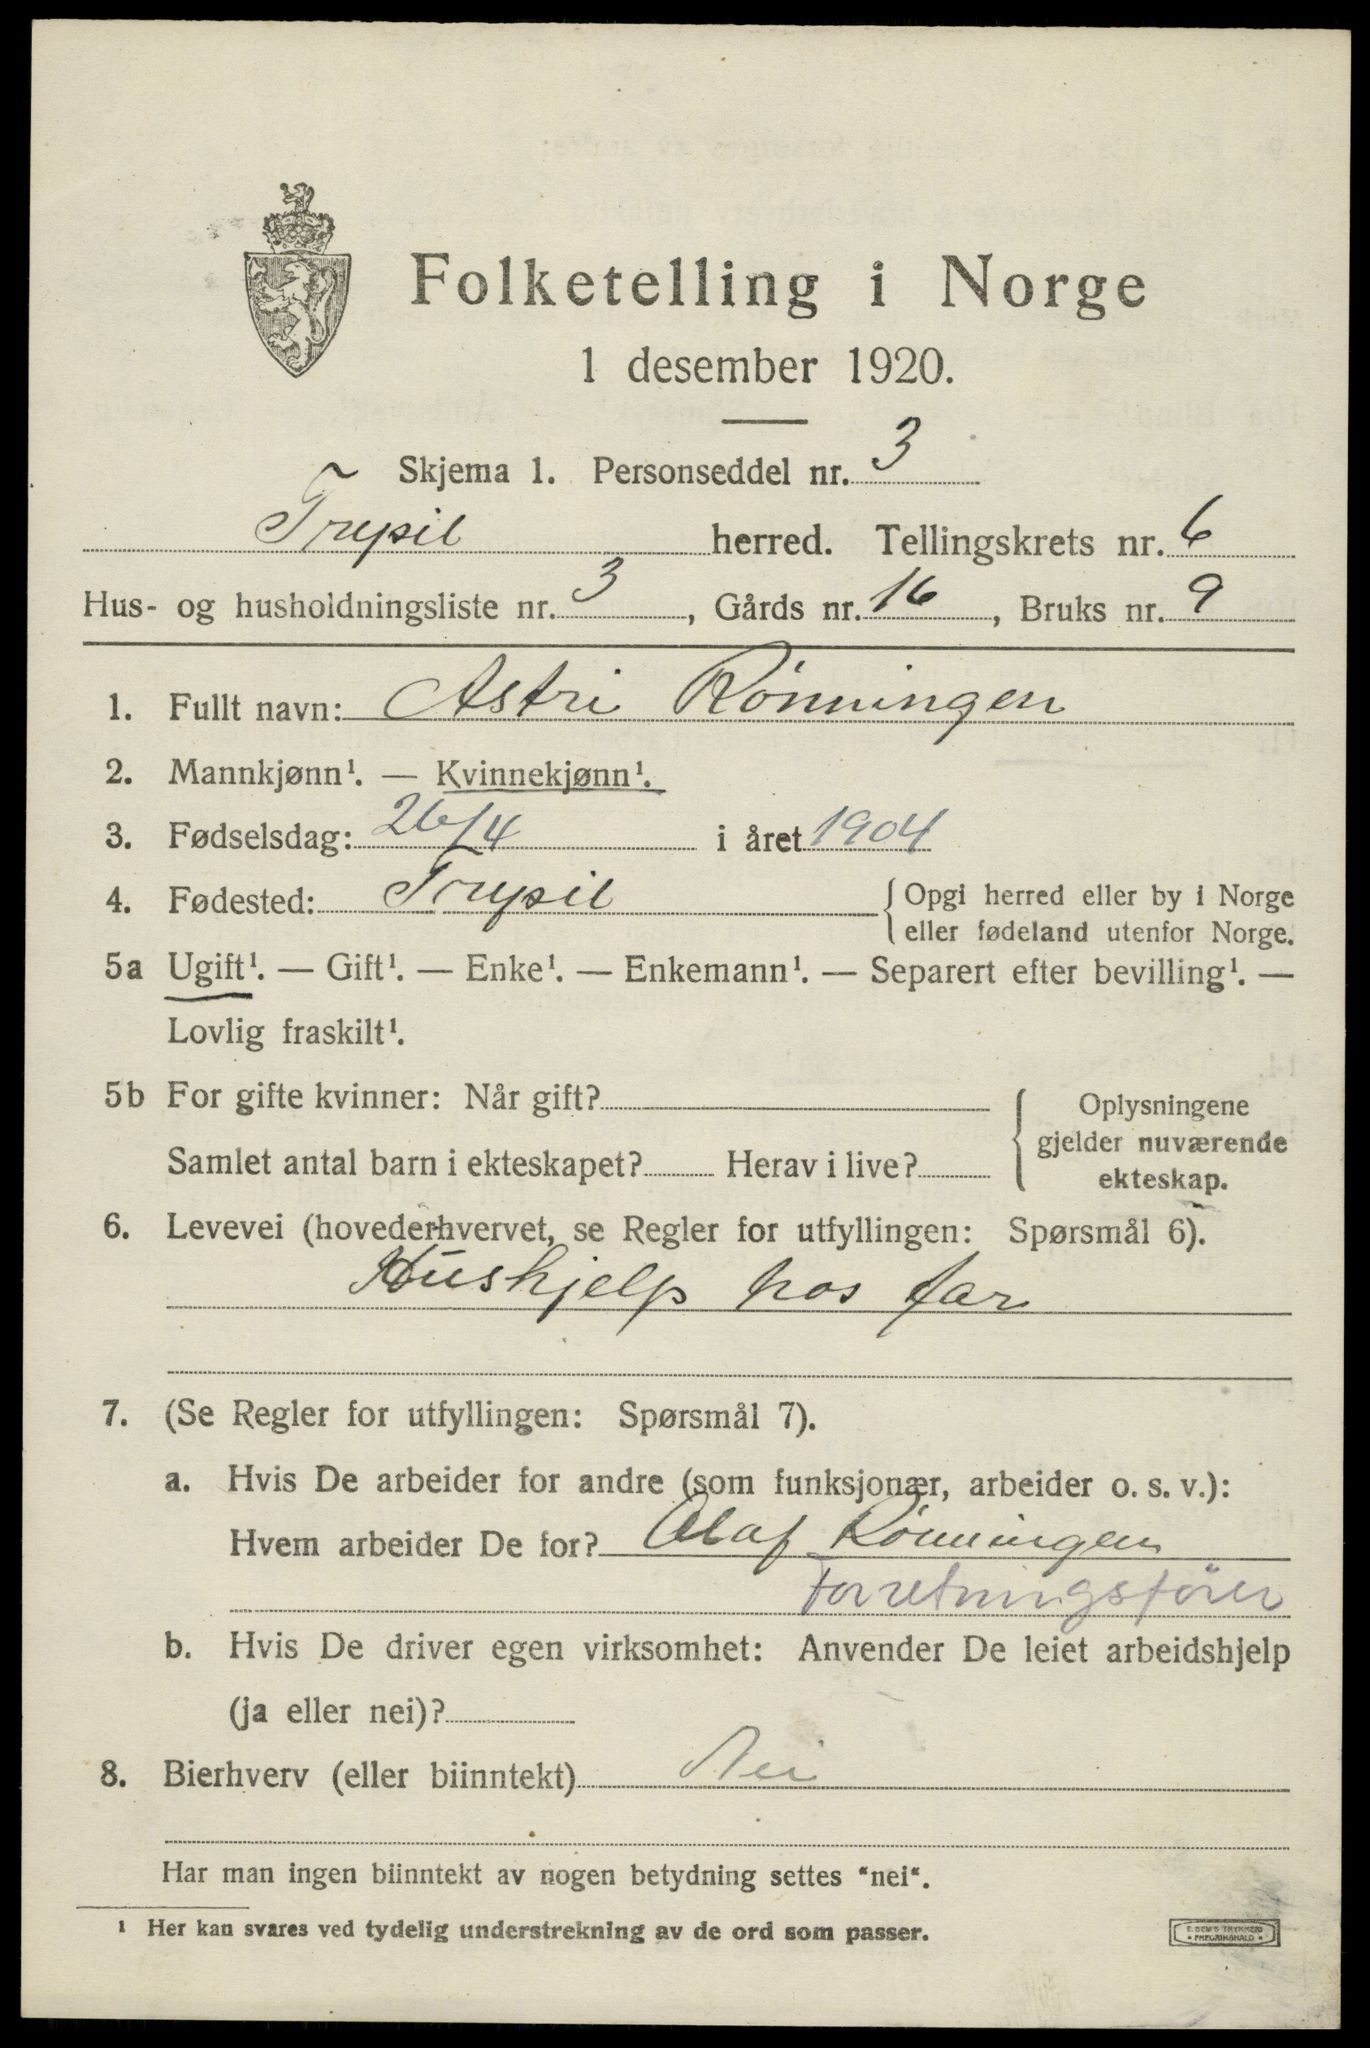 Folketelling i Norge
1 desember 1920.
Skjema 1. Personseddel nr. 3
Trysil herred. Tellingskrets nr. 6
Hus- og husholdningsliste nr. 3, Gårds nr. 16, Bruks nr. 9
1. Fullt navn: Astri Rønningen
2. Mannkjønn¹. — Kvinnekjønn¹.
3. Fødselsdag: 26/4 i året 1904
4. Fødested: Trysil {Opgi herred eller by i Norge
eller fødeland utenfor Norge.
5a Ugift¹. — Gift¹. — Enke¹. — Enkemann¹. — Separert efter bevilling¹. —
Lovlig fraskilt¹.
5b For gifte kvinner: Når gift?
Samlet antal barn i ekteskapet? Herav i live?
{Oplysningene
gjelder nuværende
ekteskap.
6. Levevei (hovederhvervet, se Regler for utfyllingen: Spørsmål 6).
Hushjelp hos far
7. (Se Regler for utfyllingen: Spørsmål 7).
a. Hvis De arbeider for andre (som funksjonær, arbeider o. s. v.):
Hvem arbeider De for? Olaf Rønningen
Forretningsfører
b. Hvis De driver egen virksomhet: Anvender De leiet arbeidshjelp
(ja eller nei)?
8. Bierhverv (eller biinntekt) Nei
Har man ingen biinntekt av nogen betydning settes "nei".
¹ Her kan svares ved tydelig understrekning av de ord som passer.
E. SEM'S TRYKKERI
FREDRIKSHALD